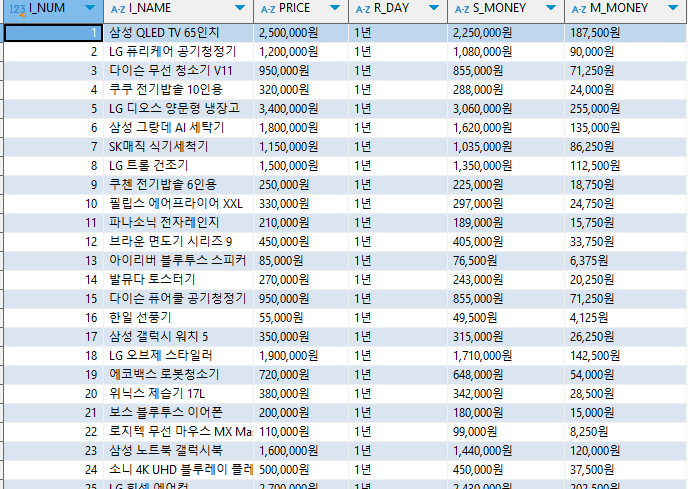 123 I_NUM A-Z I_NAME A-Z PRICE A-Z R_DAY A-Z S_MONEY A-Z M_MONEY
1 삼성 QLED TV 65인치 2,500,000원 1년 2,250,000원 187,500원
2 LG 퓨리케어 공기청정기 1,200,000원 1년 1,080,000원 90,000원
3 다이슨 무선 청소기 V11 950,000원 1년 855,000원 71,250원
4 쿠쿠 전기밥솥 10인용 320,000원 1년 288,000원 24,000원
5 LG 디오스 양문형 냉장고 3,400,000원 1년 3,060,000원 255,000원
6 삼성 그랑데 AI 세탁기 1,800,000원 1년 1,620,000원 135,000원
7 SK매직 식기세척기 1,150,000원 1년 1,035,000원 86,250원
8 LG 트롬 건조기 1,500,000원 1년 1,350,000원 112,500원
9 쿠첸 전기밥솥 6인용 250,000원 1년 225,000원 18,750원
10 필립스 에어프라이어 XXL 330,000원 1년 297,000원 24,750원
11 파나소닉 전자레인지 210,000원 1년 189,000원 15,750원
12 브라운 면도기 시리즈 9 450,000원 1년 405,000원 33,750원
13 아이리버 블루투스 스피커 85,000원 1년 76,500원 6,375원
14 발뮤다 토스터기 270,000원 1년 243,000원 20,250원
15 다이슨 퓨어쿨 공기청정기 950,000원 1년 855,000원 71,250원
16 한일 선풍기 55,000원 1년 49,500원 4,125원
17 삼성 갤럭시 워치 5 350,000원 1년 315,000원 26,250원
18 LG 오브제 스타일러 1,900,000원 1년 1,710,000원 142,500원
19 에코백스 로봇청소기 720,000원 1년 648,000원 54,000원
20 위닉스 제습기 17L 380,000원 1년 342,000원 28,500원
21 보스 블루투스 이어폰 200,000원 1년 180,000원 15,000원
22 로지텍 무선 마우스 MX Ma 110,000원 1년 99,000원 8,250원
23 삼성 노트북 갤럭시북 1,600,000원 1년 1,440,000원 120,000원
24 소니 4K UHD 블루레이 플레 500,000원 1년 450,000원 37,500원
25 LG 휘센 에어컨 2,700,000원 1년 2,430,000원 202,500원